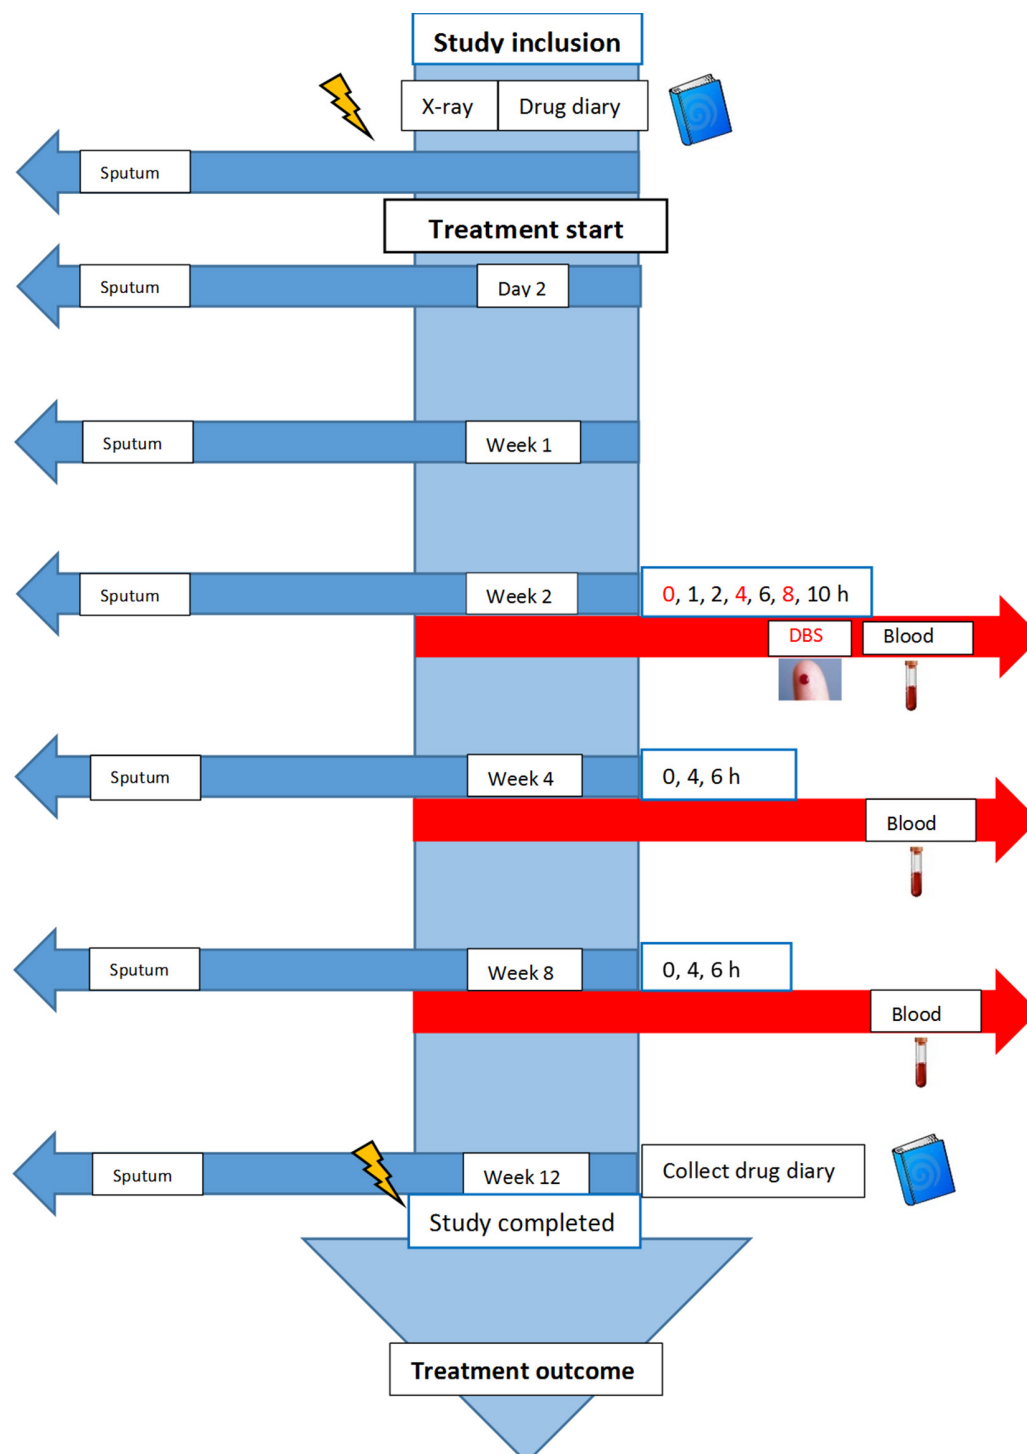 Study inclusion
X-ray Drug diary
Sputum
Treatment start
Sputum Day 2
Sputum Week 1
Sputum Week 2 0, 1, 2, 4, 6, 8, 10 h
DBS Blood
Sputum Week 4 0, 4, 6 h
Blood
Sputum Week 8 0, 4, 6 h
Blood
Sputum Week 12 Collect drug diary
Study completed
Treatment outcome